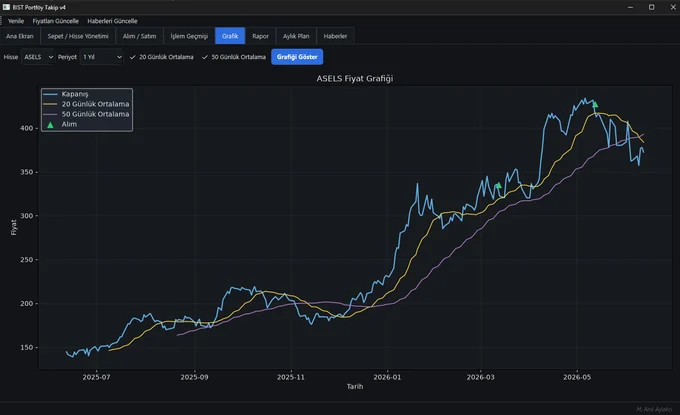 BIST Portföy Takip v4
Yenile Fiyatları Güncelle Haberleri Güncelle
Ana Ekran Sepet / Hisse Yönetimi Alım / Satım İşlem Geçmişi Grafik Rapor Aylık Plan Haberler
Hisse ASELS Periyot 1 Yıl 20 Günlük Ortalama 50 Günlük Ortalama Grafiği Göster
ASELS Fiyat Grafiği
Kapanış
20 Günlük Ortalama
50 Günlük Ortalama
Alım
400
350
300
250
200
150
Fiyat
2025-07 2025-09 2025-11 2026-01 2026-03 2026-05
Tarih
M. Anıl